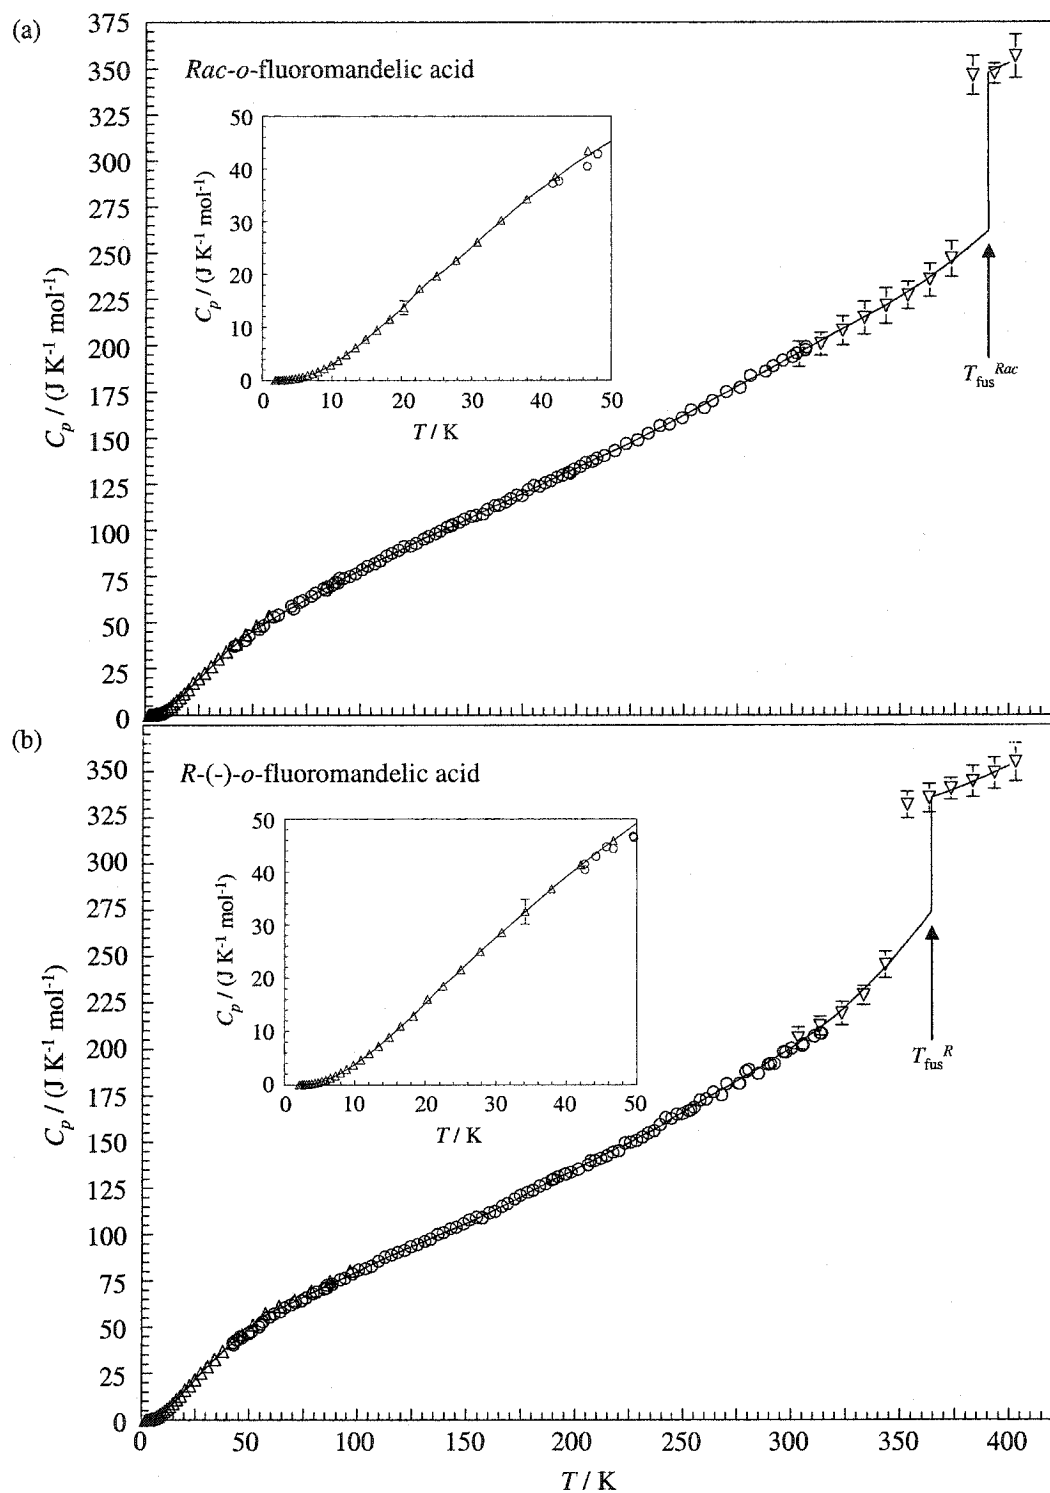 (a)
Rac-o-fluoromandelic acid
C_p / (J K⁻¹ mol⁻¹)
375
350
325
300
275
250
225
200
175
150
125
100
75
50
25
0
C_p / (J K⁻¹ mol⁻¹)
50
40
30
20
10
0
0 10 20 30 40 50
T / K
T_fus^Rac
(b)
R-(-)-o-fluoromandelic acid
C_p / (J K⁻¹ mol⁻¹)
350
325
300
275
250
225
200
175
150
125
100
75
50
25
0
C_p / (J K⁻¹ mol⁻¹)
50
40
30
20
10
0
0 10 20 30 40 50
T / K
T_fus^R
0 50 100 150 200 250 300 350 400
T / K